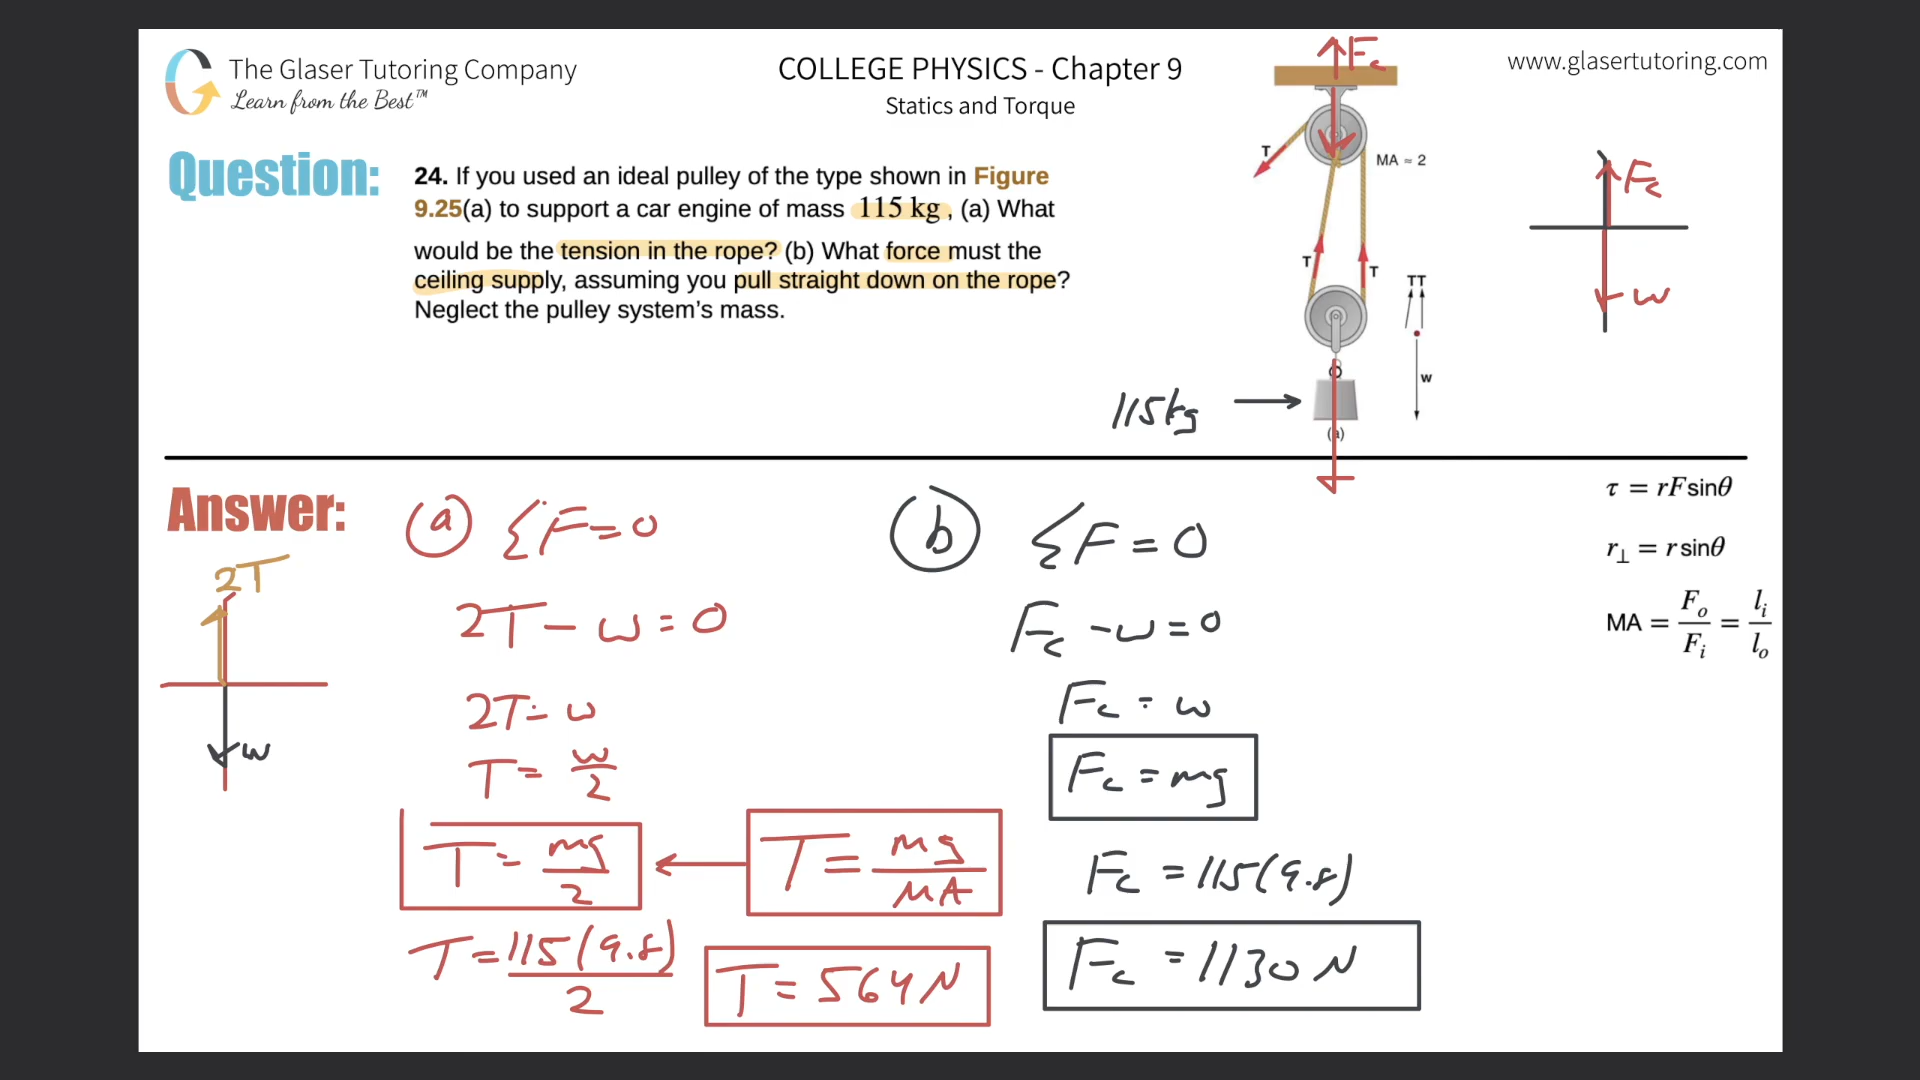 The Glaser Tutoring Company
Learn from the Best™
COLLEGE PHYSICS - Chapter 9
Statics and Torque
www.glasertutoring.com
Question:
24. If you used an ideal pulley of the type shown in Figure
9.25(a) to support a car engine of mass 115 kg , (a) What
would be the tension in the rope? (b) What force must the
ceiling supply, assuming you pull straight down on the rope?
Neglect the pulley system's mass.
Fc
T
MA ≈ 2
T
T
TT
w
(a)
115kg
Fc
w
Answer:
2T
w
(a) ΣF=0
2T - w = 0
2T = w
T = w/2
T = mg/2
T = mg/MA
T = 115(9.8)/2
T = 564 N
(b) ΣF = 0
Fc - w = 0
Fc = w
Fc = mg
Fc = 115(9.8)
Fc = 1130 N
τ = rFsinθ
r⊥ = rsinθ
MA = Fo/Fi = li/lo